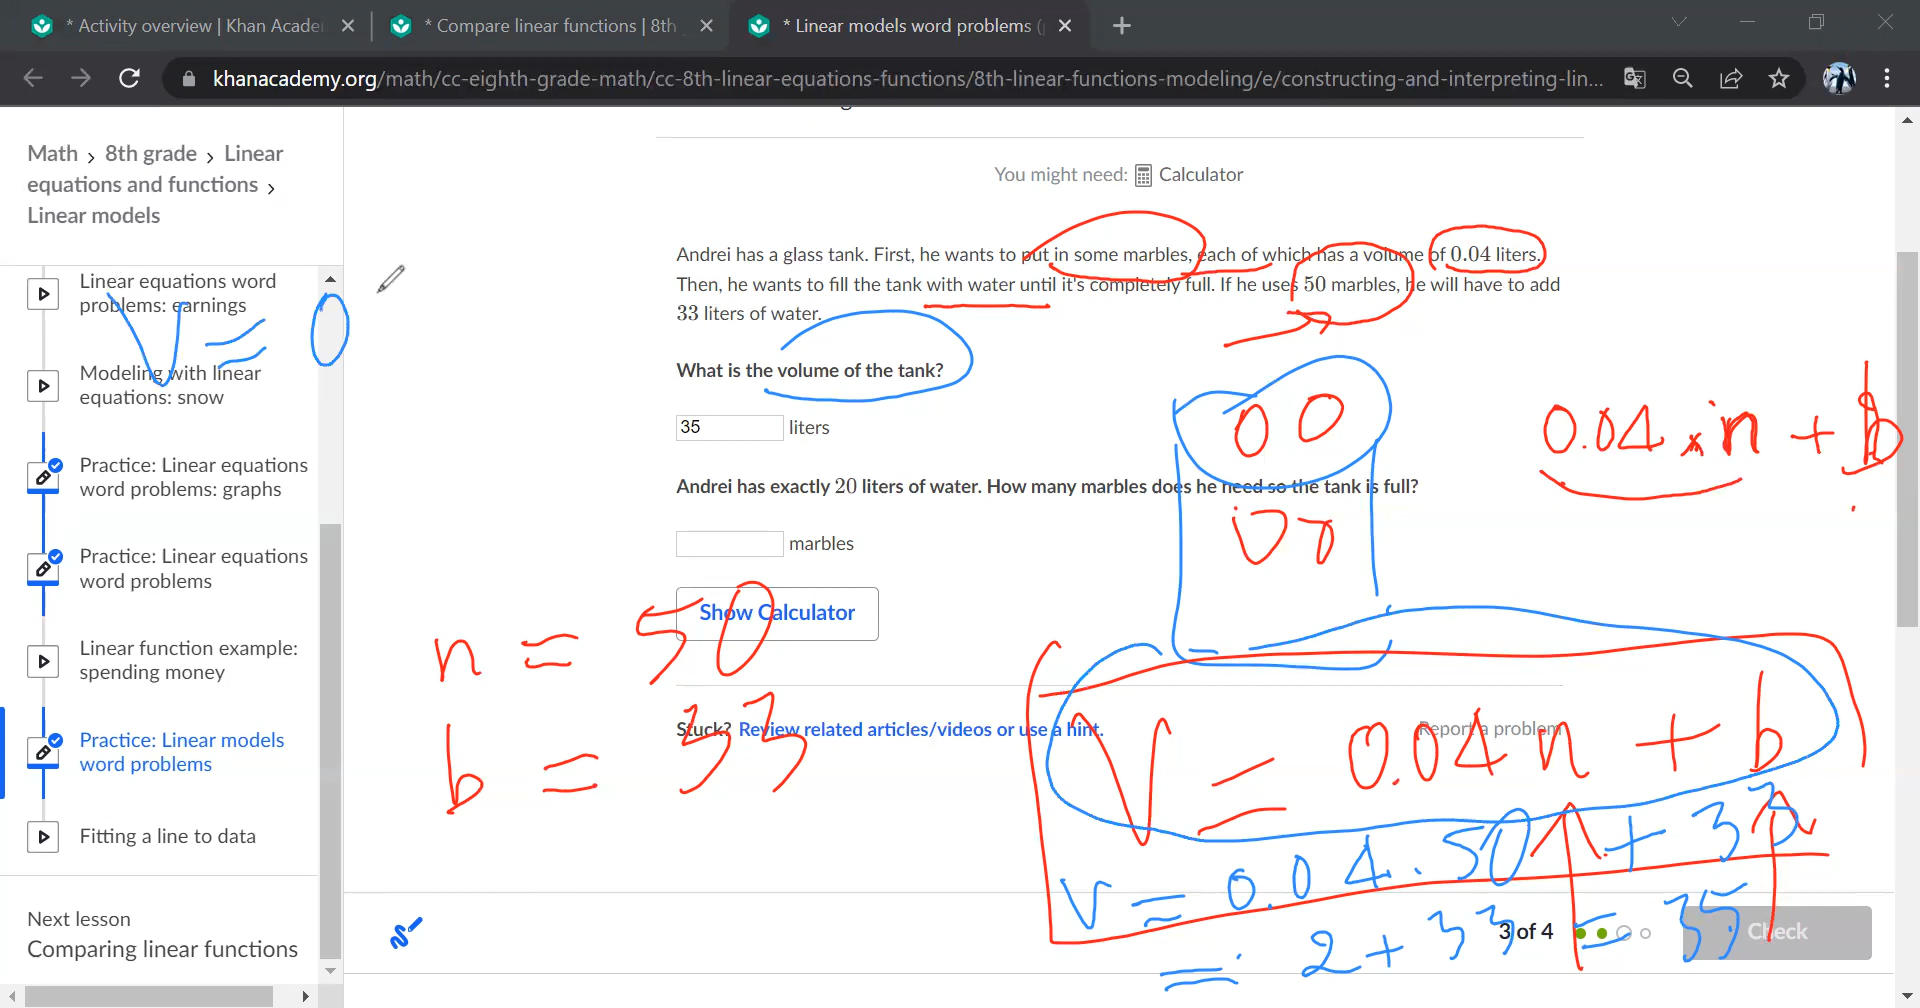 * Activity overview | Khan Acade
* Compare linear functions | 8th
* Linear models word problems (
khanacademy.org/math/cc-eighth-grade-math/cc-8th-linear-equations-functions/8th-linear-functions-modeling/e/constructing-and-interpreting-lin...
Math > 8th grade > Linear
equations and functions >
Linear models
Linear equations word
problems: earnings
V = 0
Modeling with linear
equations: snow
Practice: Linear equations
word problems: graphs
Practice: Linear equations
word problems
Linear function example:
spending money
Practice: Linear models
word problems
Fitting a line to data
Next lesson
Comparing linear functions
You might need: Calculator
Andrei has a glass tank. First, he wants to put in some marbles, each of which has a volume of 0.04 liters.
Then, he wants to fill the tank with water until it's completely full. If he uses 50 marbles, he will have to add
33 liters of water.
What is the volume of the tank?
35 liters
0.04 × n + b
Andrei has exactly 20 liters of water. How many marbles does he need so the tank is full?
marbles
Show Calculator
n = 50
b = 33
Stuck? Review related articles/videos or use a hint.
Report a problem
V = 0.04 n + b
V = 0.04 . 50 + 33
= 2 + 33 = 35
3 of 4
Check